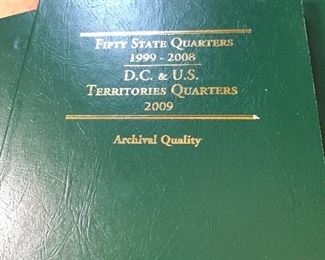 FIFTY STATE QUARTERS
1999 - 2008
D.C. & U.S.
TERRITORIES QUARTERS
2009
Archival Quality